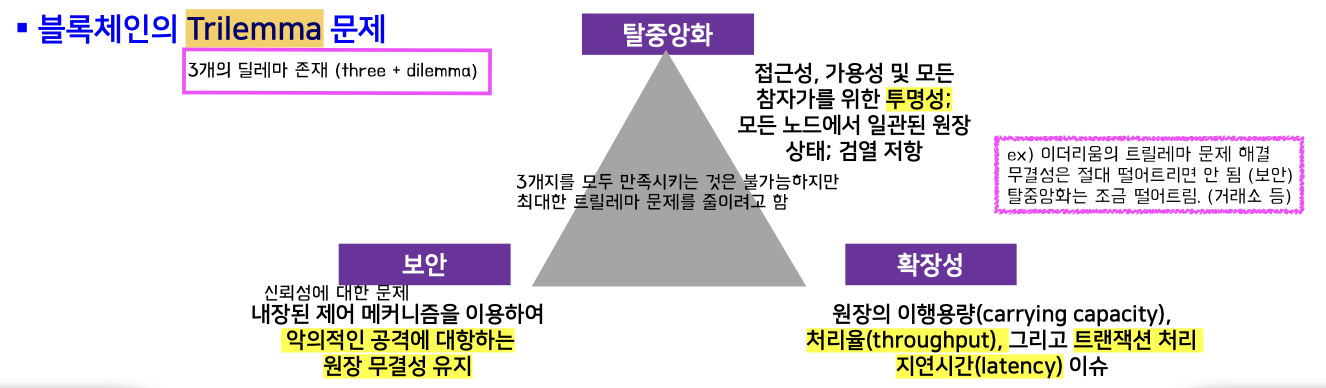 ▪ 블록체인의 Trilemma 문제
3개의 딜레마 존재 (three + dilemma)
탈중앙화
접근성, 가용성 및 모든
참자가를 위한 투명성;
모든 노드에서 일관된 원장
상태; 검열 저항
ex) 이더리움의 트릴레마 문제 해결
무결성은 절대 떨어트리면 안 됨 (보안)
탈중앙화는 조금 떨어트림. (거래소 등)
3개지를 모두 만족시키는 것은 불가능하지만
최대한 트릴레마 문제를 줄이려고 함
보안
신뢰성에 대한 문제
내장된 제어 메커니즘을 이용하여
악의적인 공격에 대항하는
원장 무결성 유지
확장성
원장의 이행용량(carrying capacity),
처리율(throughput), 그리고 트랜잭션 처리
지연시간(latency) 이슈